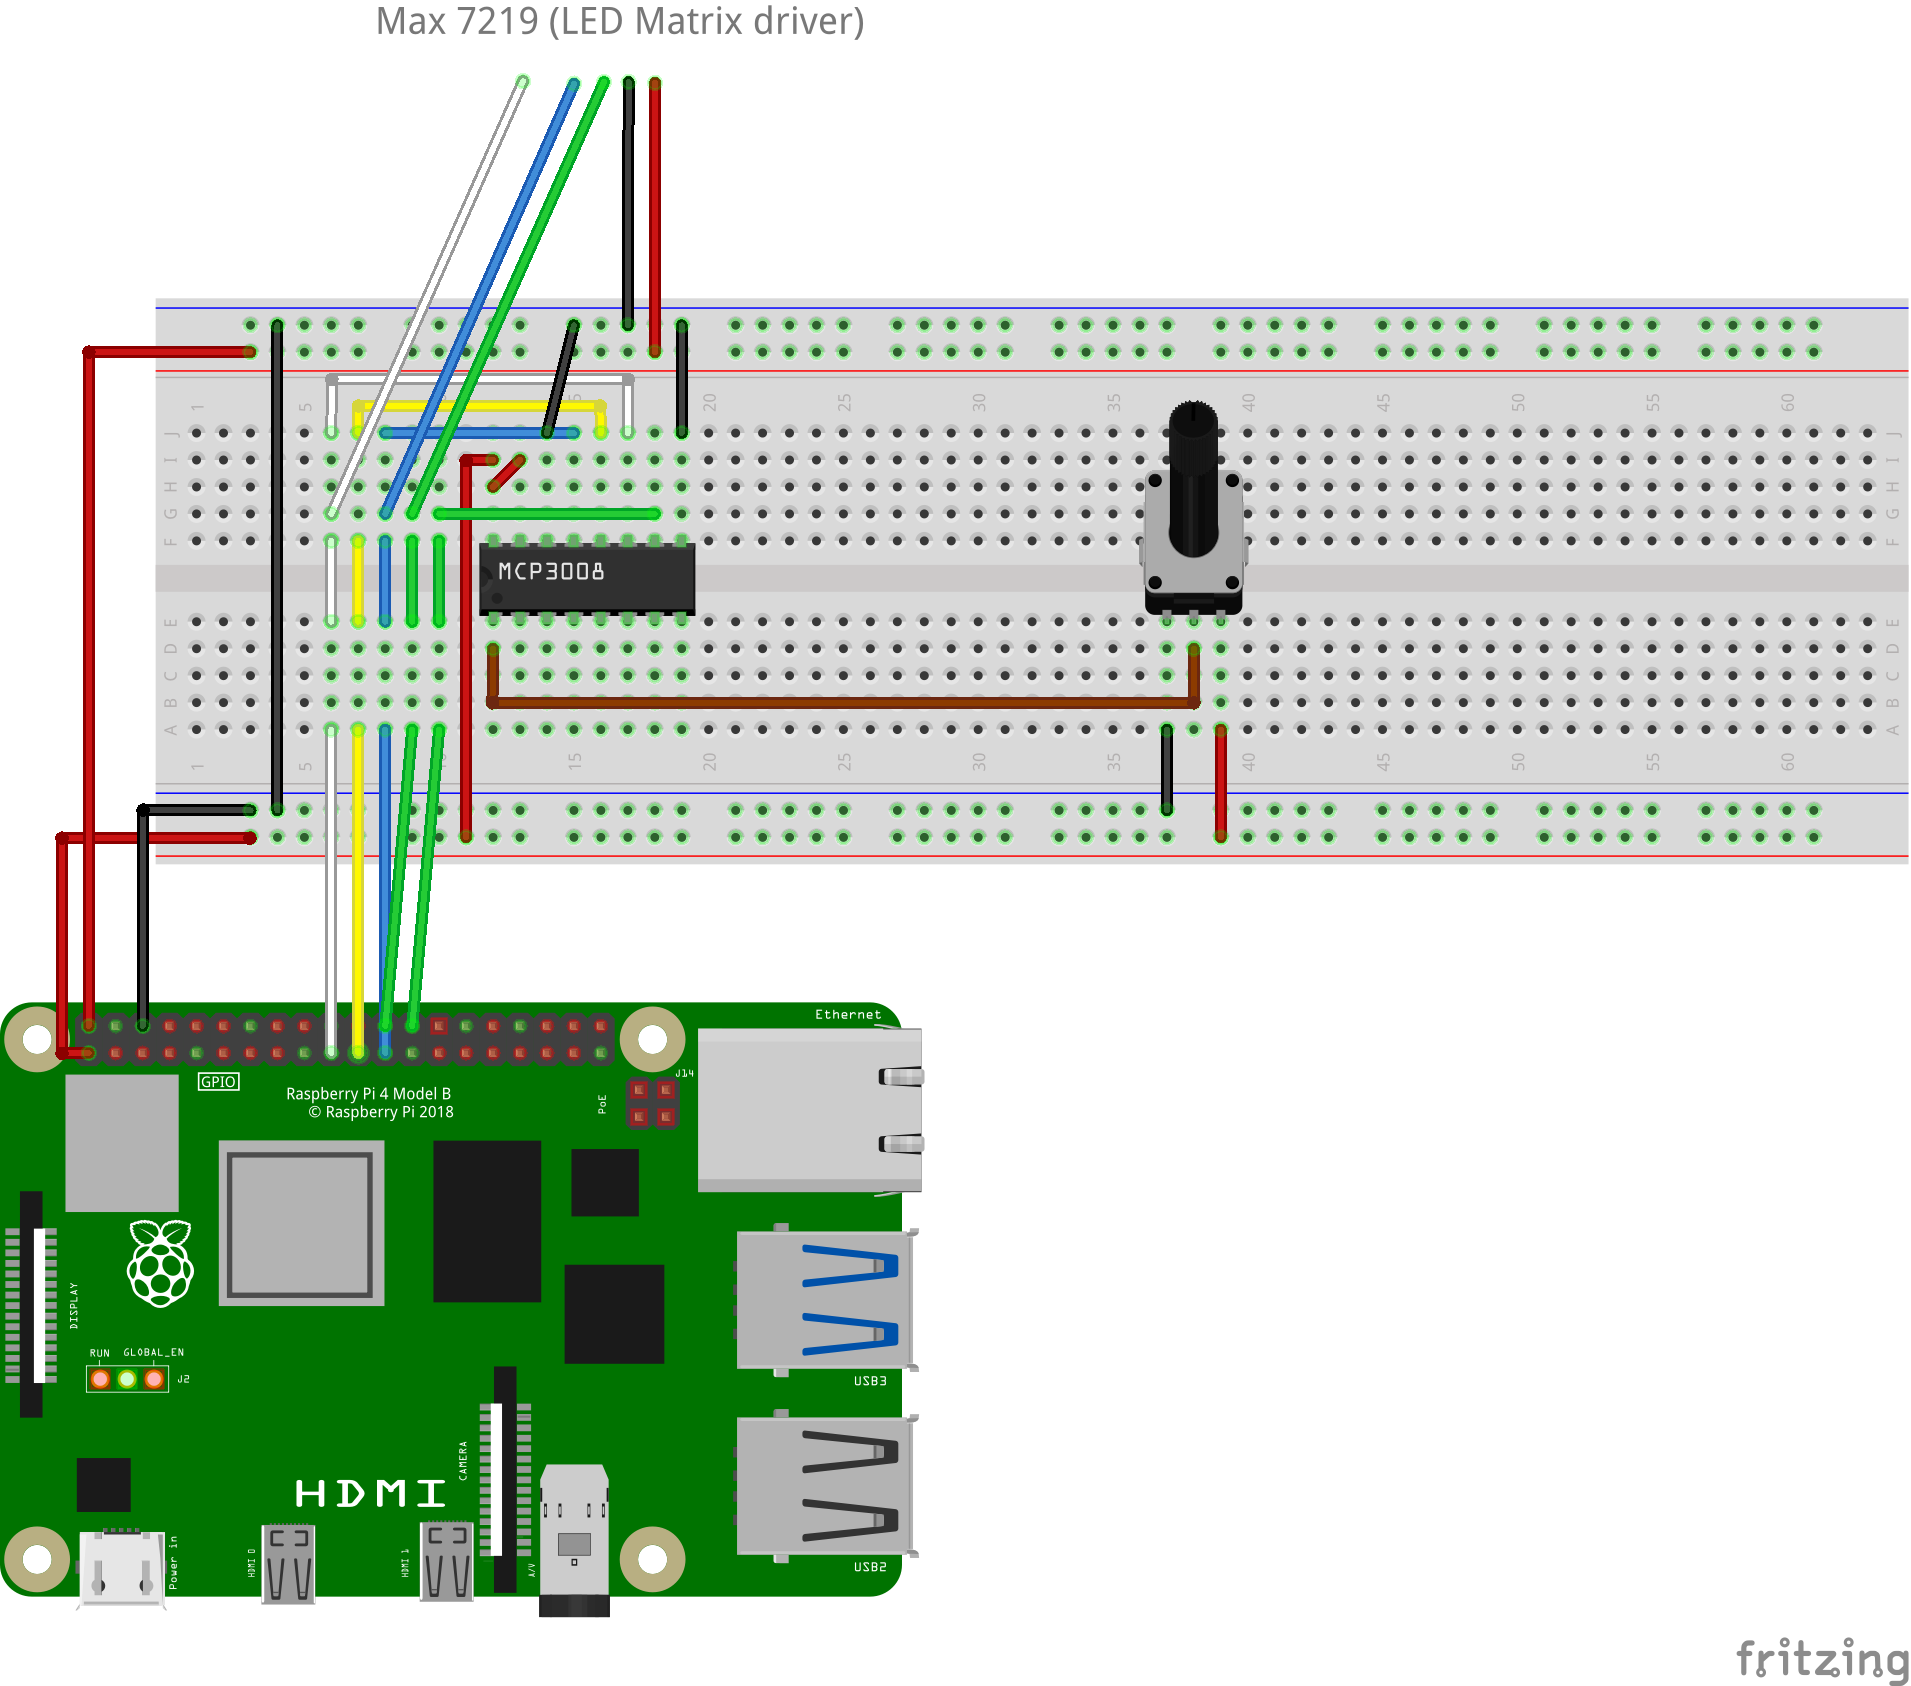 Max 7219 (LED Matrix driver)
1 5 15 20 25 30 35 40 45 50 55 60
J J
I I
H H
G G
F F
MCP3008
E E
D D
C C
B B
A A
1 5 10 15 20 25 30 35 40 45 50 55 60
Ethernet
GPIO
Raspberry Pi 4 Model B
© Raspberry Pi 2018
J14
PoE
DISPLAY
RUN GLOBAL_EN
J2
USB3
CAMERA
HDMI
Power in
HDMI 0
HDMI 1
A/V
USB2
fritzing